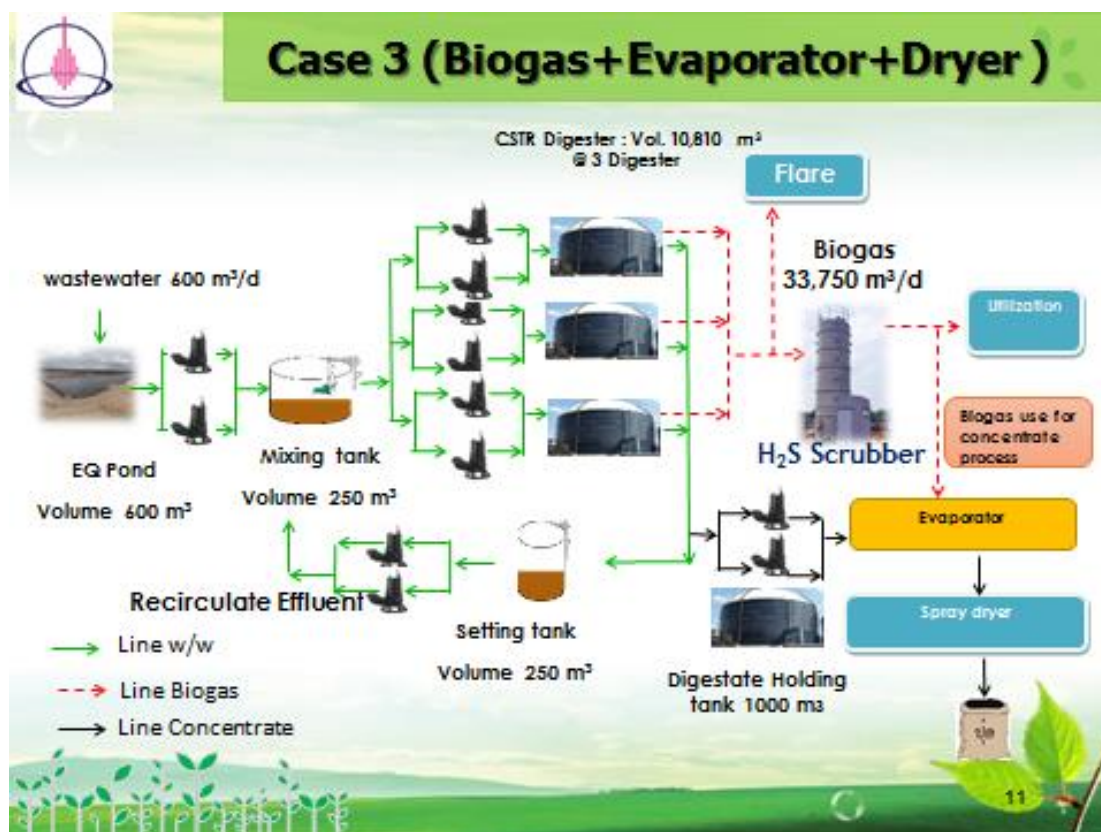 Case 3 (Biogas+Evaporator+Dryer )
CSTR Digester : Vol. 10,810 m³
@ 3 Digester
Flare
wastewater 600 m³/d
Biogas
33,750 m³/d
Utilization
EQ Pond
Volume 600 m³
Mixing tank
Volume 250 m³
H₂S Scrubber
Biogas use for
concentrate
process
Evaporator
Recirculate Effluent
Setting tank
Volume 250 m³
Digestate Holding
tank 1000 m3
Spray dryer
Line w/w
Line Biogas
Line Concentrate
ปุ๋ย
11